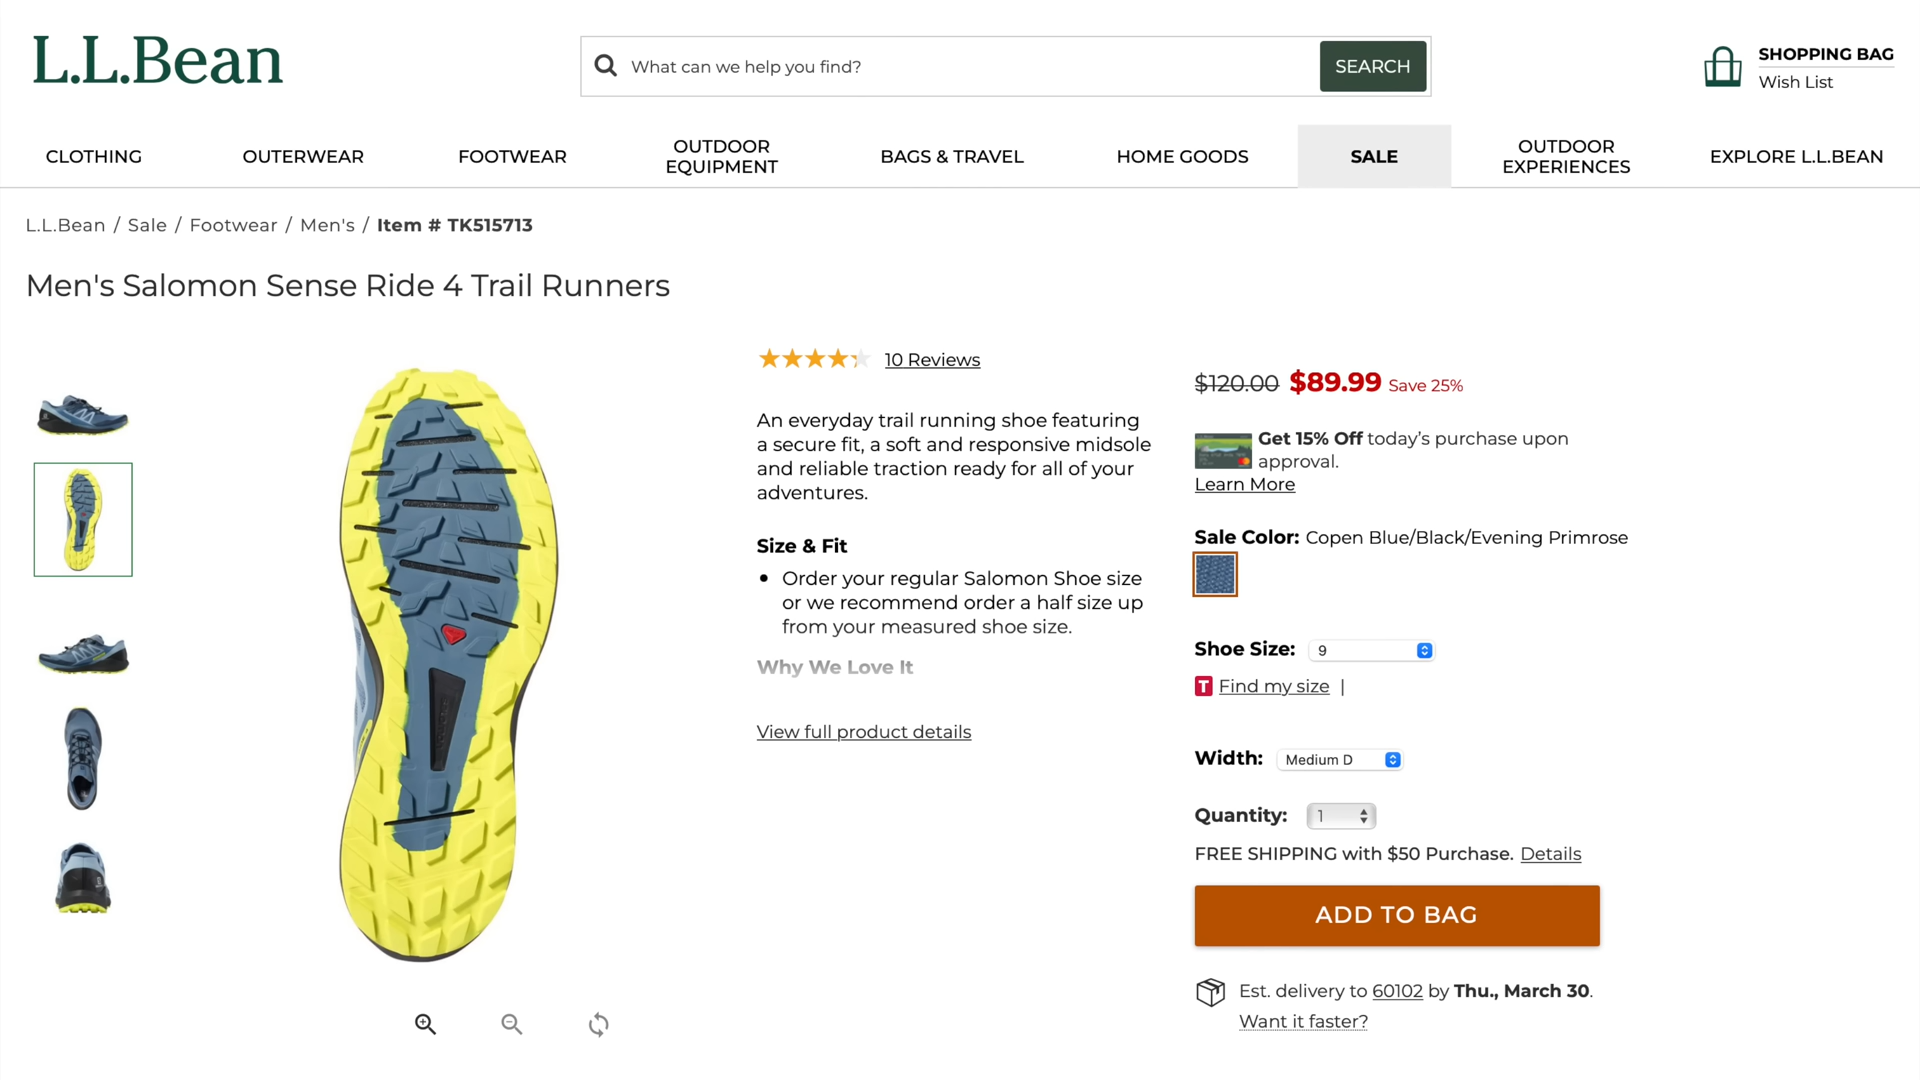 L.L.Bean
What can we help you find?
SEARCH
SHOPPING BAG
Wish List
CLOTHING
OUTERWEAR
FOOTWEAR
OUTDOOR
EQUIPMENT
BAGS & TRAVEL
HOME GOODS
SALE
OUTDOOR
EXPERIENCES
EXPLORE L.L.BEAN
L.L.Bean / Sale / Footwear / Men's / Item # TK515713
Men's Salomon Sense Ride 4 Trail Runners
10 Reviews
An everyday trail running shoe featuring
a secure fit, a soft and responsive midsole
and reliable traction ready for all of your
adventures.
Size & Fit
• Order your regular Salomon Shoe size
or we recommend order a half size up
from your measured shoe size.
Why We Love It
View full product details
$120.00 $89.99 Save 25%
Get 15% Off today's purchase upon
approval.
Learn More
Sale Color: Copen Blue/Black/Evening Primrose
Shoe Size: 9
T Find my size |
Width: Medium D
Quantity: 1
FREE SHIPPING with $50 Purchase. Details
ADD TO BAG
Est. delivery to 60102 by Thu., March 30.
Want it faster?